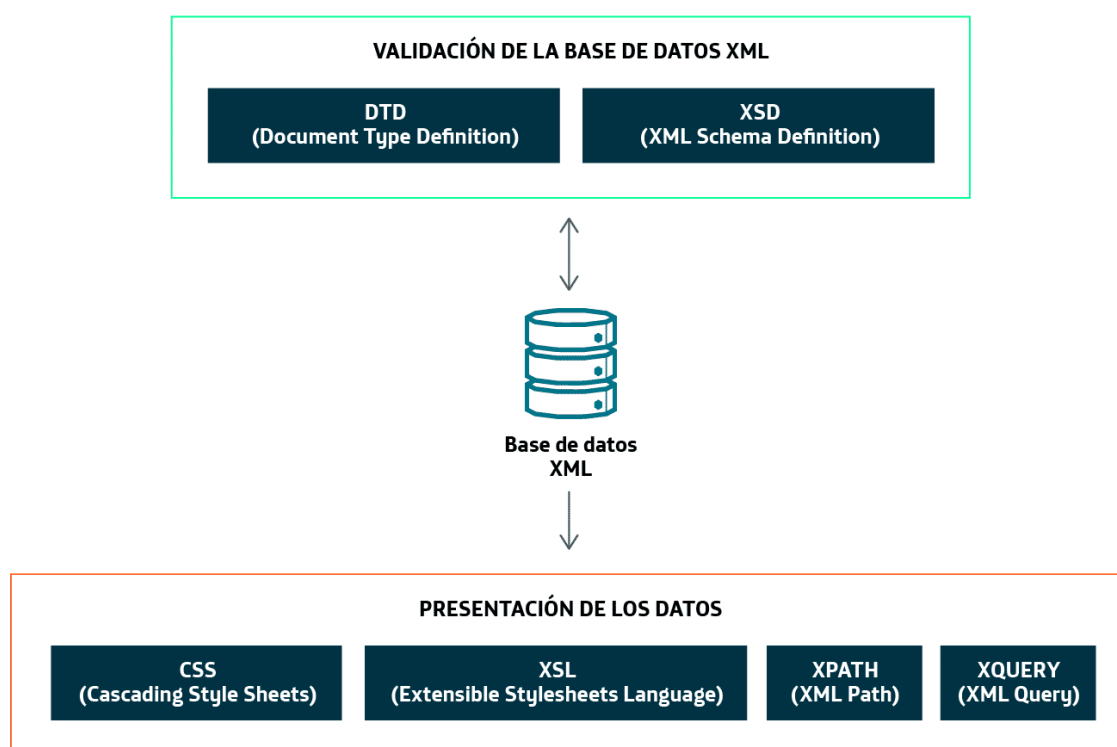 VALIDACIÓN DE LA BASE DE DATOS XML
DTD
(Document Type Definition)
XSD
(XML Schema Definition)
Base de datos
XML
PRESENTACIÓN DE LOS DATOS
CSS
(Cascading Style Sheets)
XSL
(Extensible Stylesheets Language)
XPATH
(XML Path)
XQUERY
(XML Query)